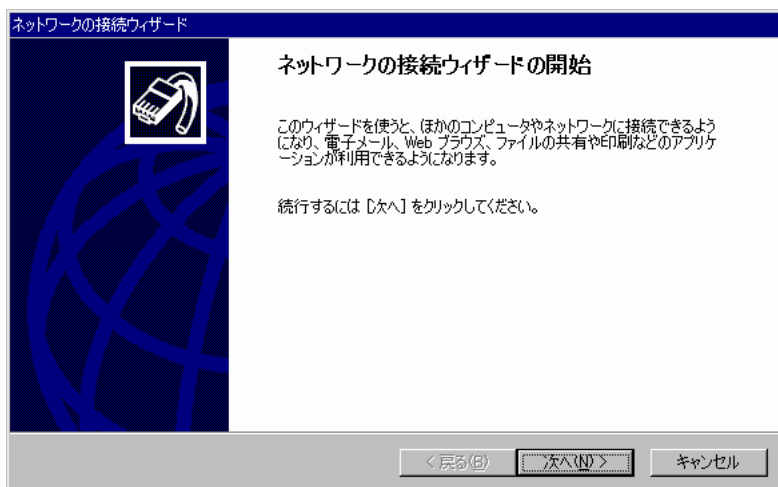 ネットワークの接続ウィザード
ネットワークの接続ウィザードの開始
このウィザードを使うと、ほかのコンピュータやネットワークに接続できるよう
になり、電子メール、Web ブラウズ、ファイルの共有や印刷などのアプリケ
ーションが利用できるようになります。
続行するには [次へ] をクリックしてください。
< 戻る(B)
次へ(N) >
キャンセル